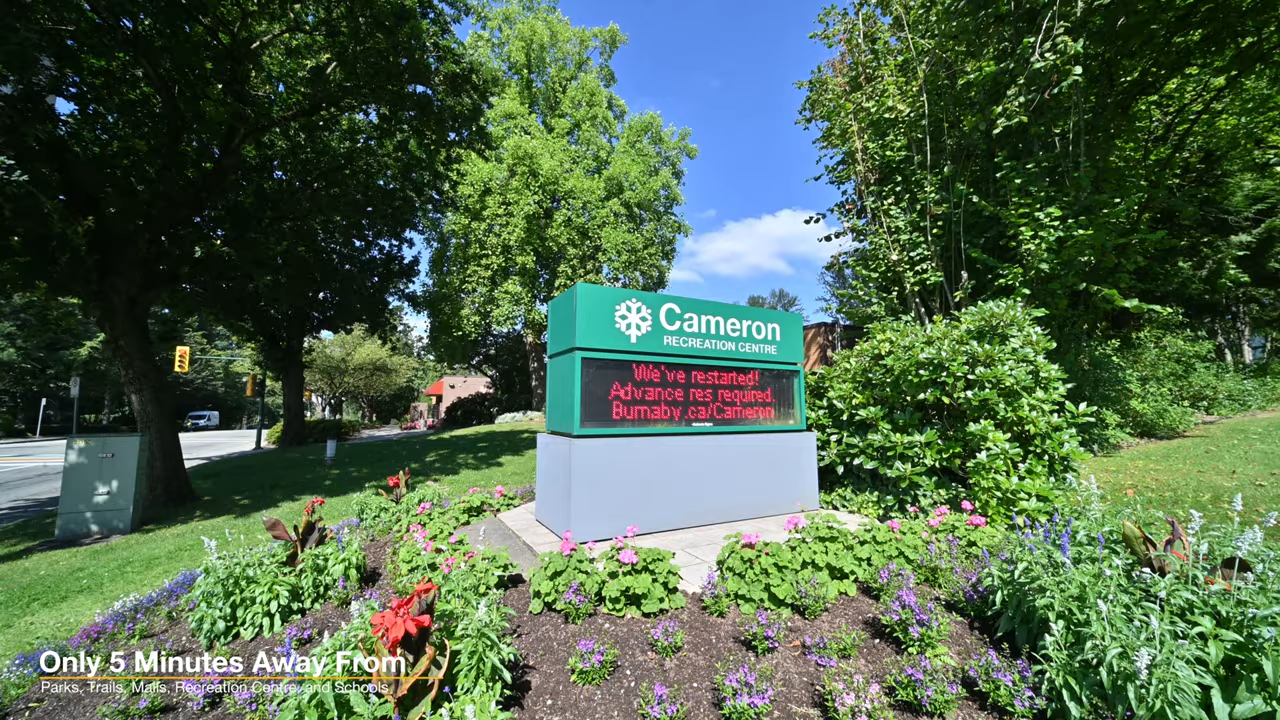 Cameron
RECREATION CENTRE
We've restarted!
Advance res required.
Burnaby.ca/Cameron
Only 5 Minutes Away From
Parks, Trails, Malls, Recreation Centre, and Schools